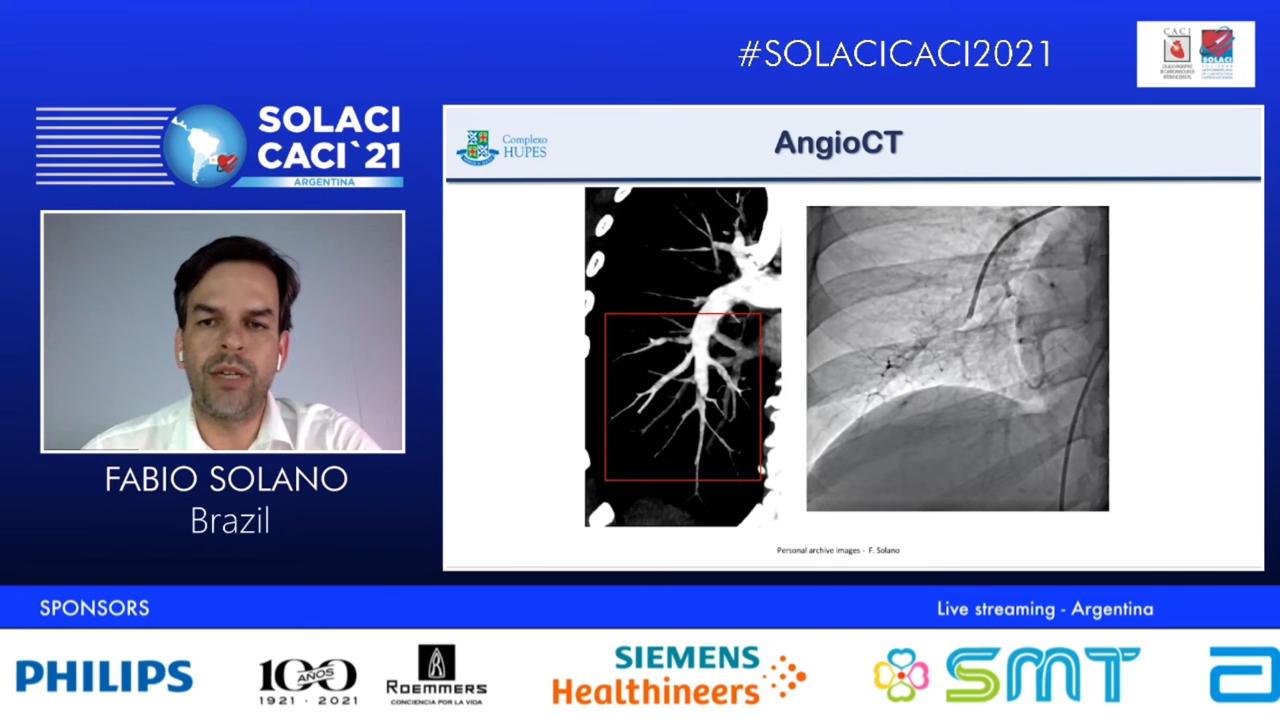 #SOLACICACI2021
CACI
SOLACI
SOLACI
CACI`21
ARGENTINA
Complexo
HUPES
AngioCT
Personal archive images - F. Solano
FABIO SOLANO
Brazil
SPONSORS
Live streaming - Argentina
PHILIPS
100
AÑOS
1921 - 2021
R
ROEMMERS
CONCIENCIA POR LA VIDA
SIEMENS
Healthineers
SMT